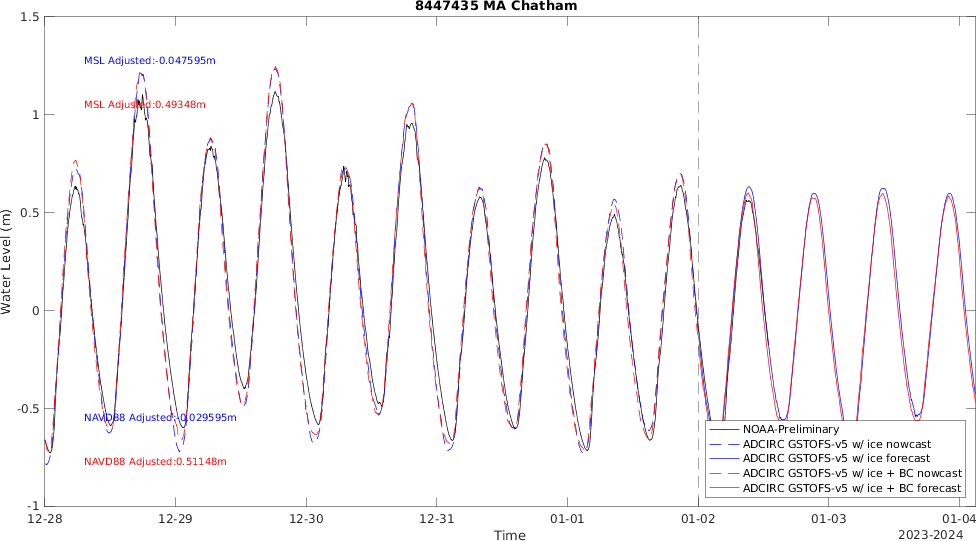 8447435 MA Chatham
1.5
1
0.5
0
-0.5
-1
Water Level (m)
MSL Adjusted:-0.047595m
MSL Adjusted:0.49348m
NAVD88 Adjusted:-0.029595m
NAVD88 Adjusted:0.51148m
NOAA-Preliminary
ADCIRC GSTOFS-v5 w/ ice nowcast
ADCIRC GSTOFS-v5 w/ ice forecast
ADCIRC GSTOFS-v5 w/ ice + BC nowcast
ADCIRC GSTOFS-v5 w/ ice + BC forecast
12-28 12-29 12-30 12-31 01-01 01-02 01-03 01-04
Time
2023-2024